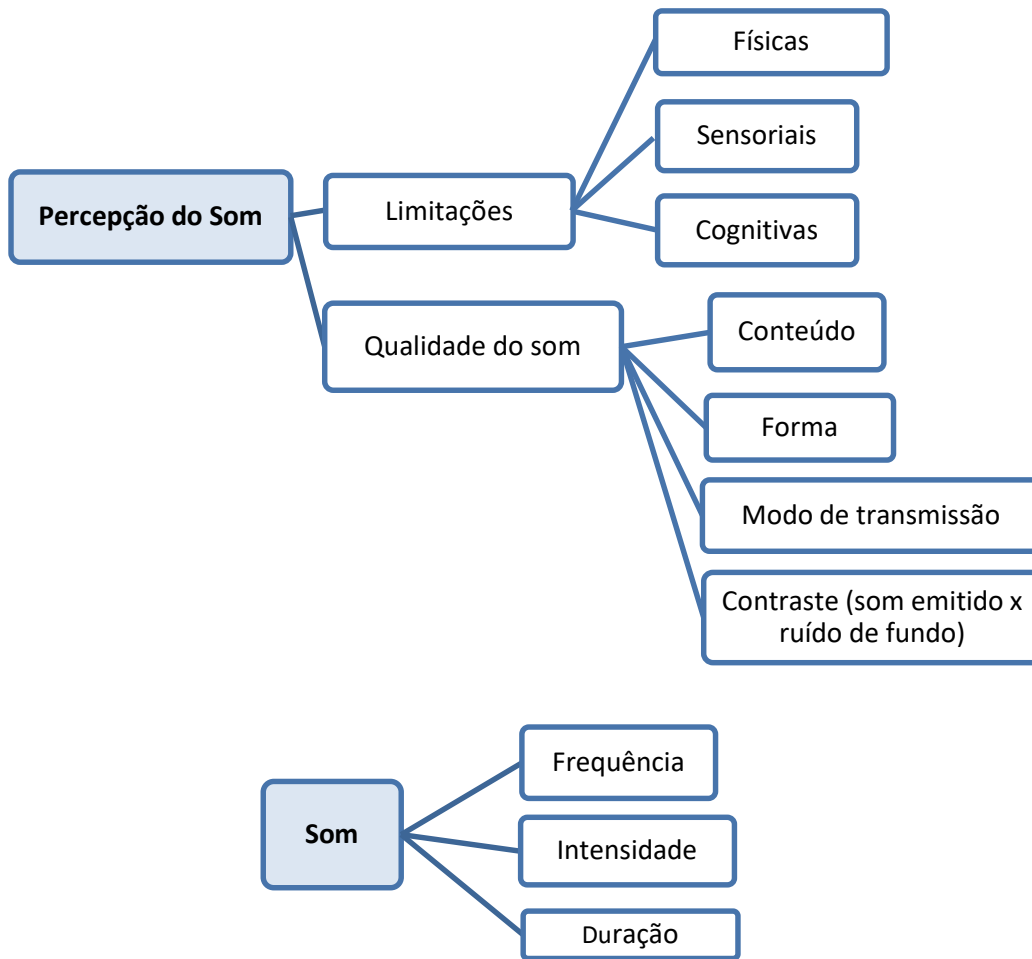 Físicas
Sensoriais
Percepção do Som
Limitações
Cognitivas
Qualidade do som
Conteúdo
Forma
Modo de transmissão
Contraste (som emitido x
ruído de fundo)
Frequência
Som
Intensidade
Duração